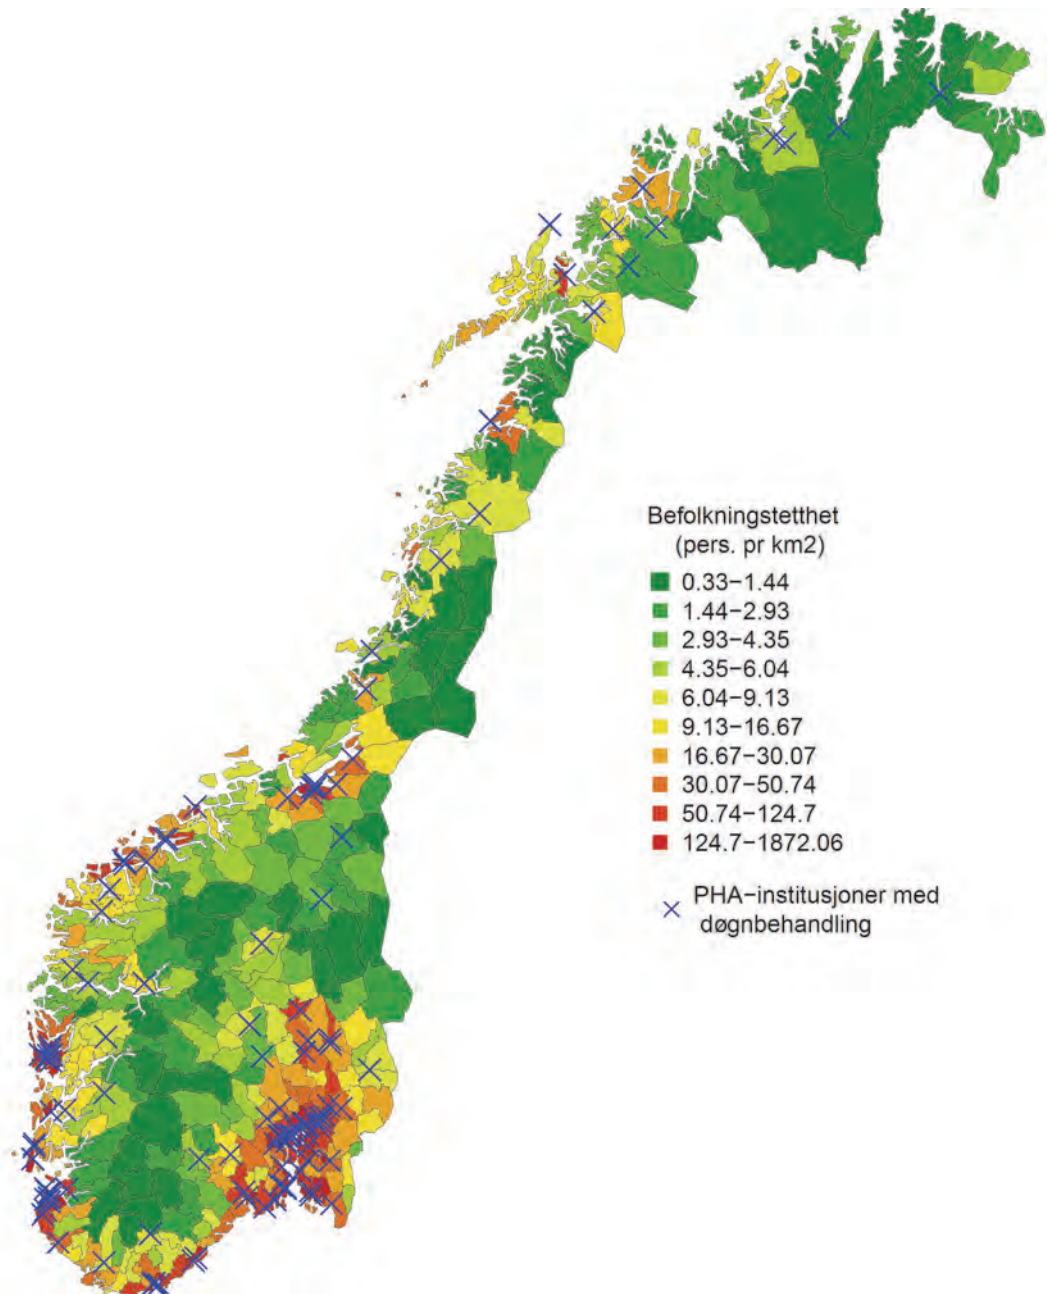 Befolkningstetthet
(pers. pr km2)
0.33−1.44
1.44−2.93
2.93−4.35
4.35−6.04
6.04−9.13
9.13−16.67
16.67−30.07
30.07−50.74
50.74−124.7
124.7−1872.06
PHA−institusjoner med
døgnbehandling